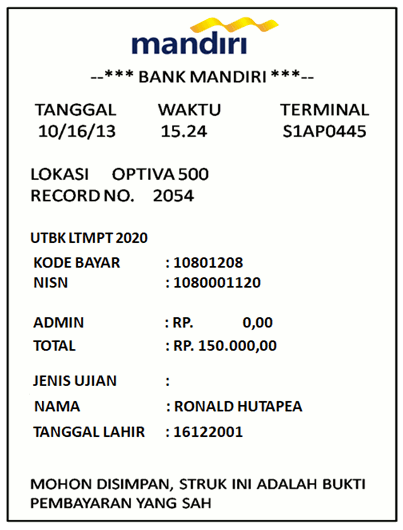 mandiri
--*** BANK MANDIRI ***--
TANGGAL WAKTU TERMINAL
10/16/13 15.24 S1AP0445
LOKASI OPTIVA 500
RECORD NO. 2054
UTBK LTMPT 2020
KODE BAYAR : 10801208
NISN : 1080001120
ADMIN : RP. 0,00
TOTAL : RP. 150.000,00
JENIS UJIAN :
NAMA : RONALD HUTAPEA
TANGGAL LAHIR : 16122001
MOHON DISIMPAN, STRUK INI ADALAH BUKTI
PEMBAYARAN YANG SAH